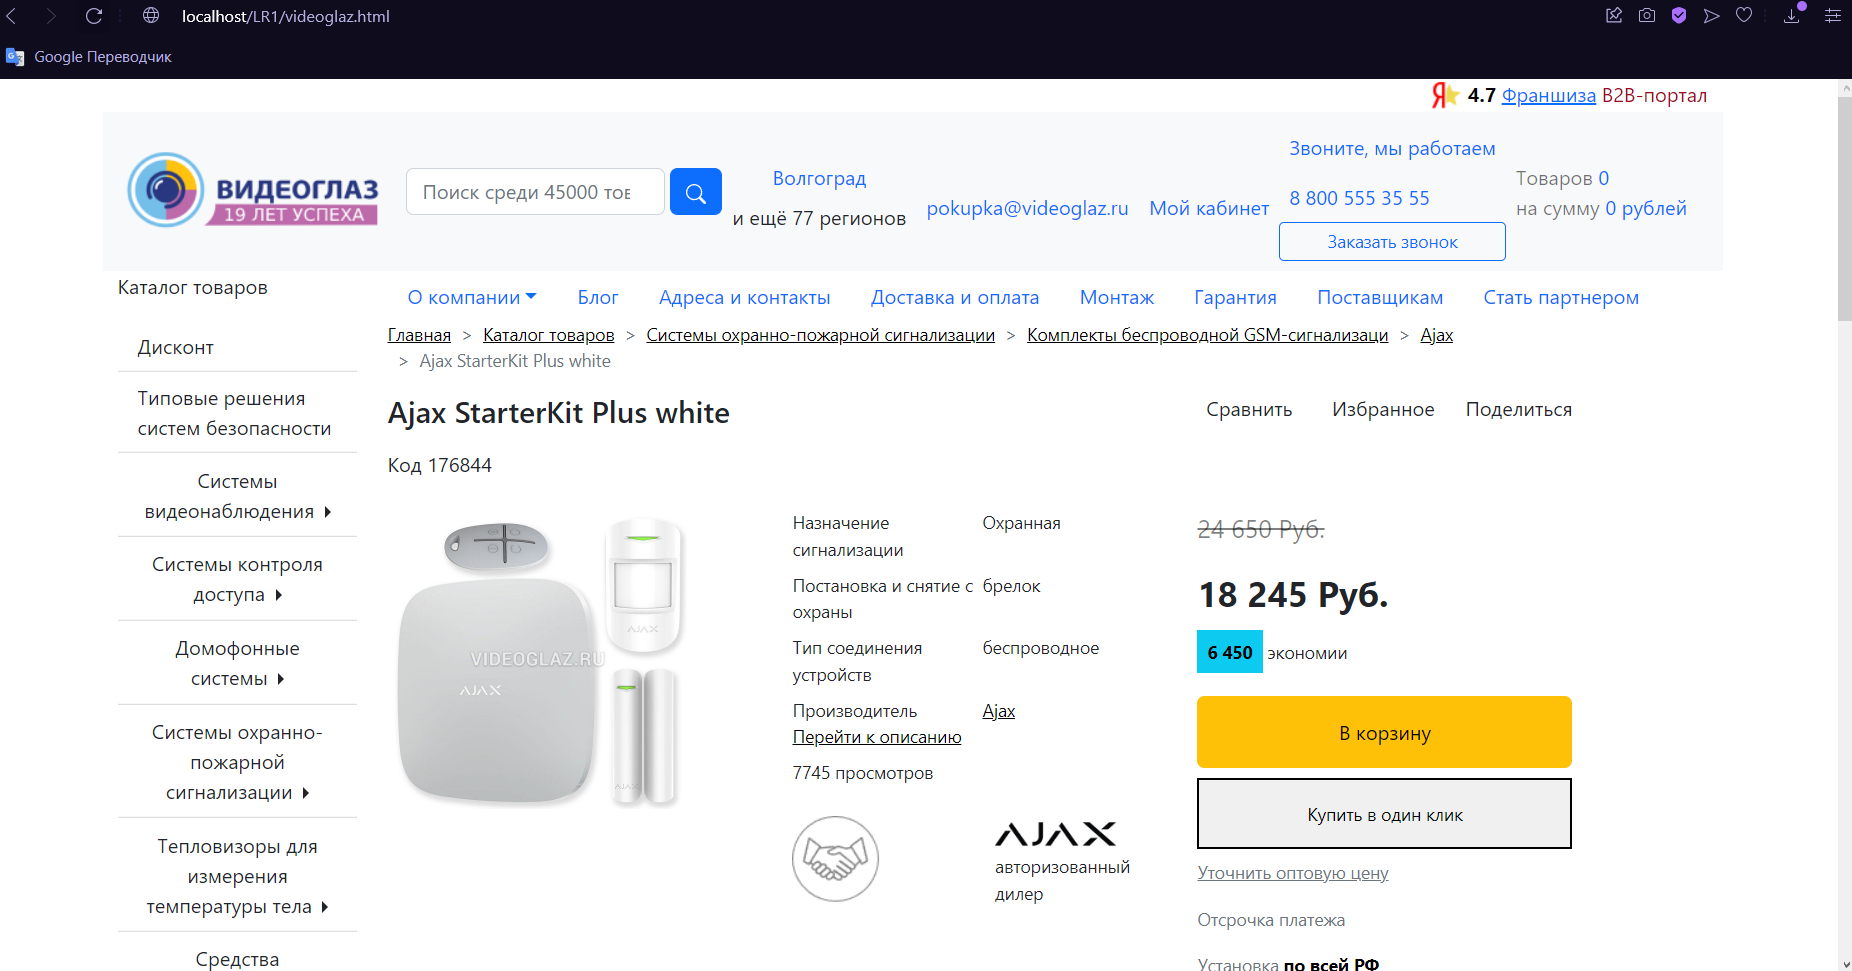 localhost/LR1/videoglaz.html
Google Переводчик
Я 4.7 Франшиза B2B-портал
ВИДЕОГЛАЗ
19 ЛЕТ УСПЕХА
Поиск среди 45000 тов
Волгоград
и ещё 77 регионов
pokupka@videoglaz.ru
Мой кабинет
Звоните, мы работаем
8 800 555 35 55
Заказать звонок
Товаров 0
на сумму 0 рублей
Каталог товаров
О компании Блог Адреса и контакты Доставка и оплата Монтаж Гарантия Поставщикам Стать партнером
Главная > Каталог товаров > Системы охранно-пожарной сигнализации > Комплекты беспроводной GSM-сигнализаци > Ajax
> Ajax StarterKit Plus white
Дисконт
Типовые решения
систем безопасности
Системы
видеонаблюдения
Системы контроля
доступа
Домофонные
системы
Системы охранно-
пожарной
сигнализации
Тепловизоры для
измерения
температуры тела
Средства
Ajax StarterKit Plus white
Сравнить Избранное Поделиться
Код 176844
VIDEOGLAZ.RU
AJAX
AJAX
AJAX
Назначение
сигнализации
Охранная
Постановка и снятие с
охраны
брелок
Тип соединения
устройств
беспроводное
Производитель
Ajax
Перейти к описанию
7745 просмотров
AJAX
авторизованный
дилер
24 650 Руб.
18 245 Руб.
6 450 экономии
В корзину
Купить в один клик
Уточнить оптовую цену
Отсрочка платежа
Установка по всей РФ